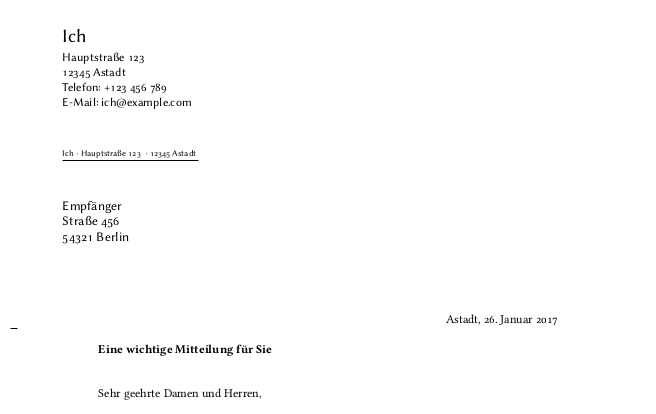 Ich
Hauptstraße 123
12345 Astadt
Telefon: +123 456 789
E-Mail: ich@example.com
Ich · Hauptstraße 123 · 12345 Astadt
Empfänger
Straße 456
54321 Berlin
Astadt, 26. Januar 2017
Eine wichtige Mitteilung für Sie
Sehr geehrte Damen und Herren,